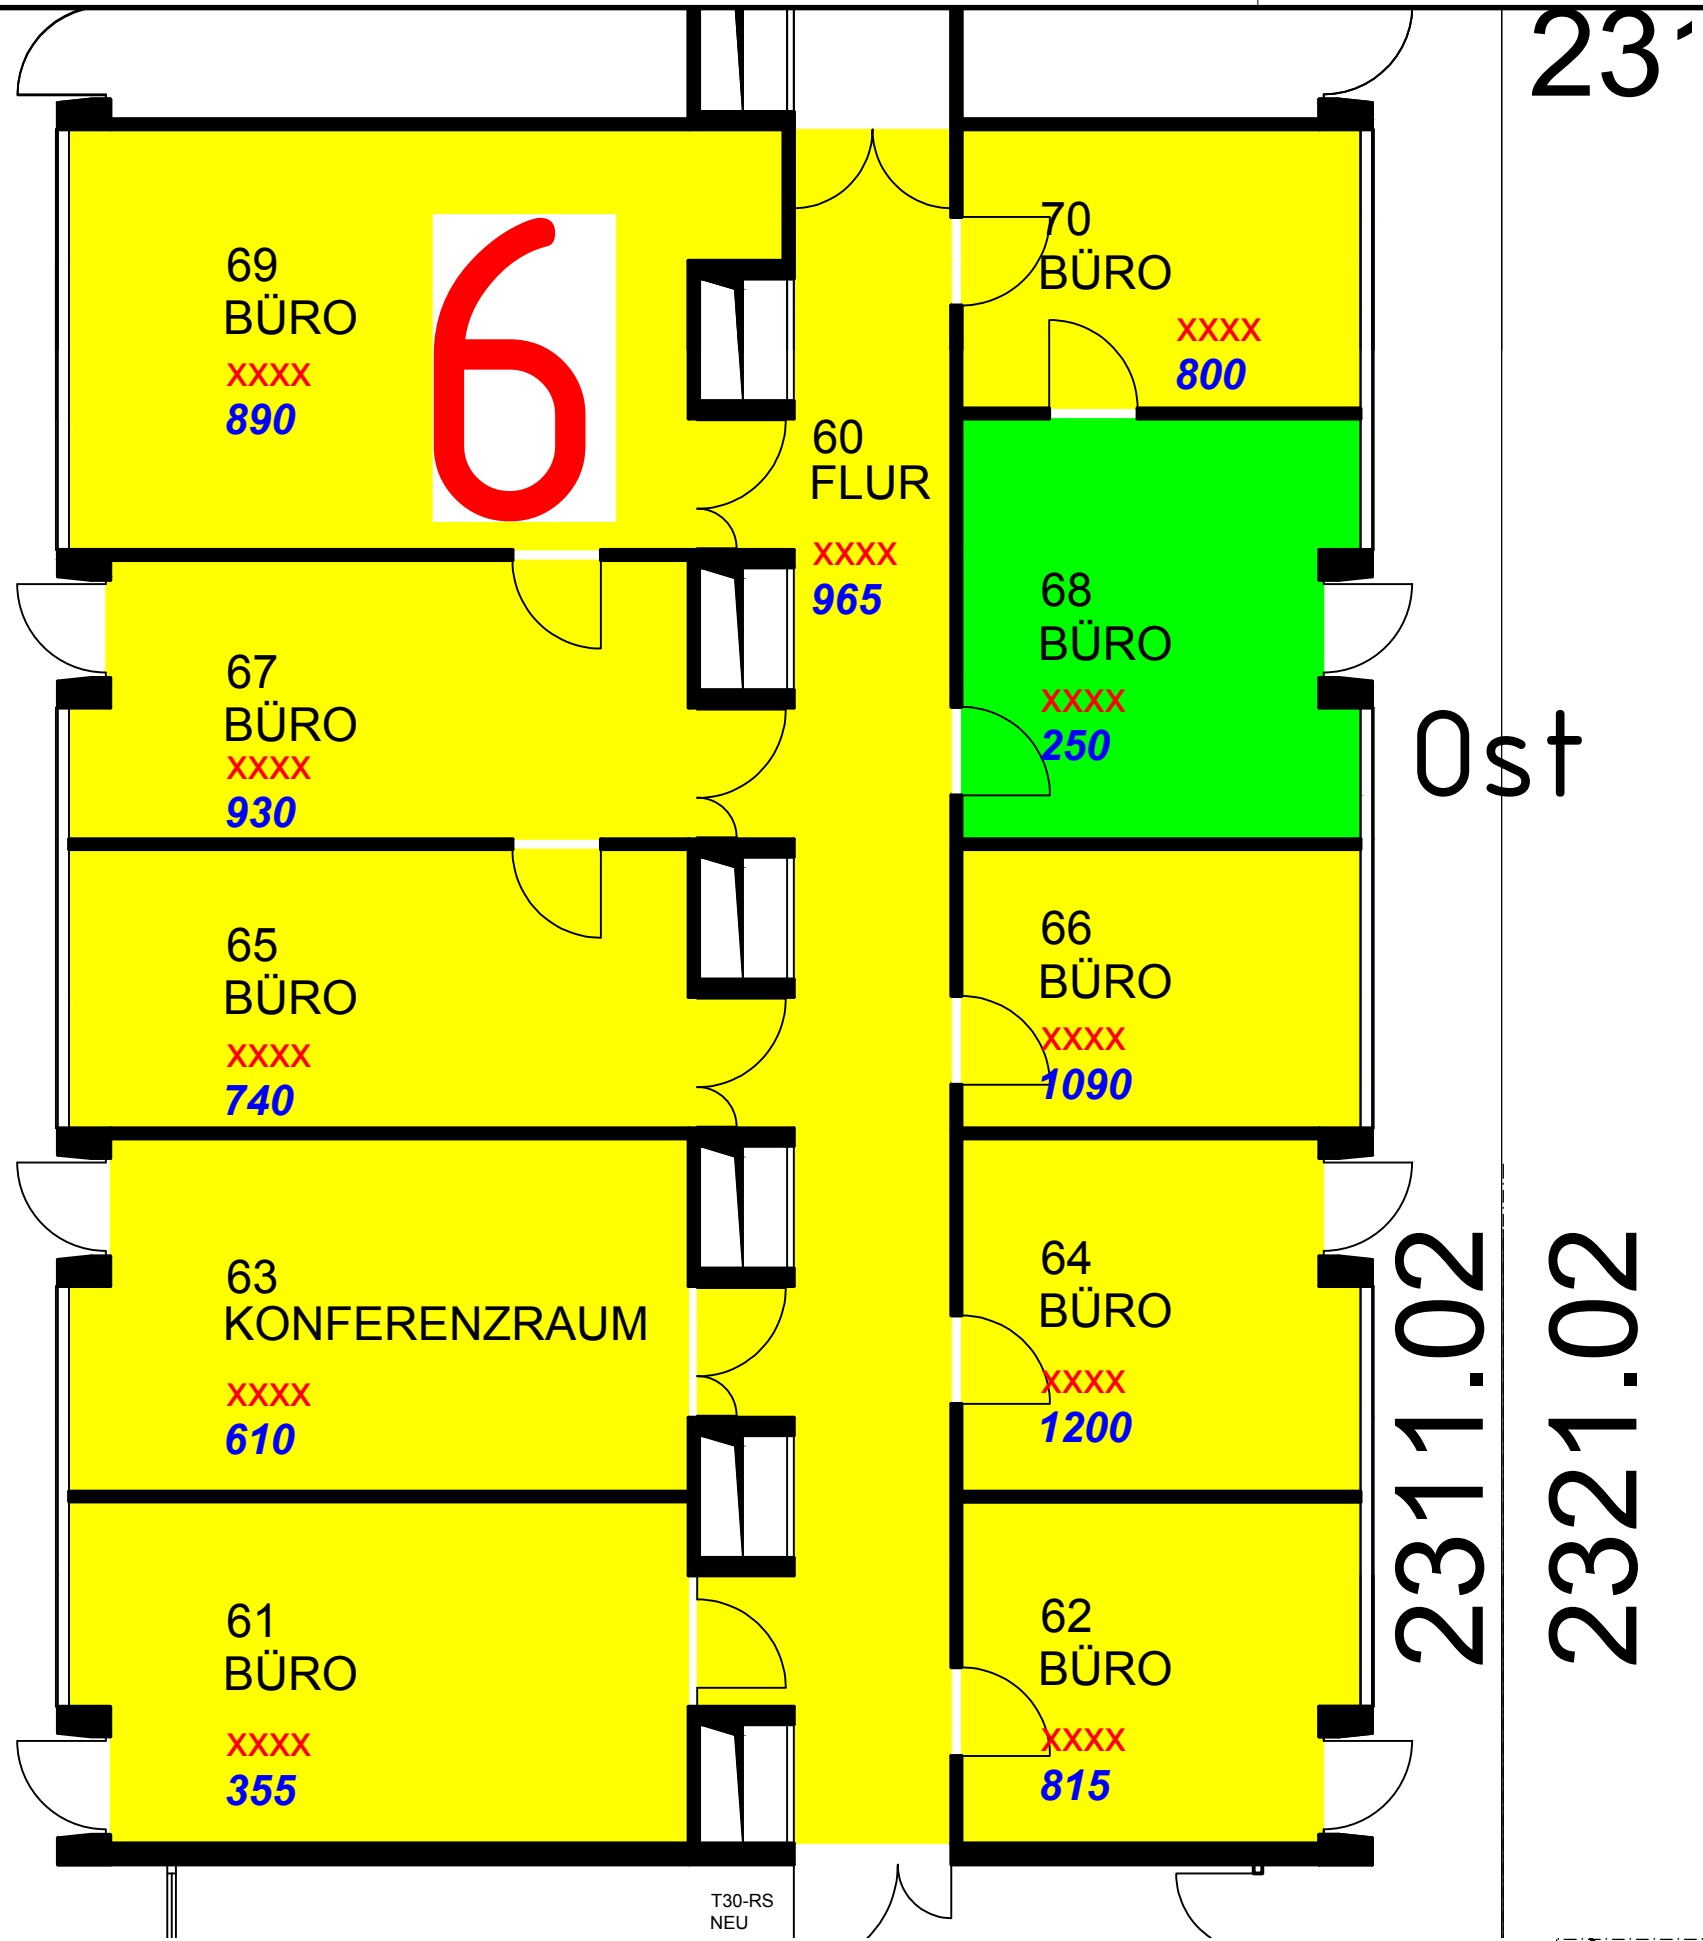 69
BÜRO
xxxx
890
6
60
FLUR
xxxx
965
70
BÜRO
xxxx
800
68
BÜRO
xxxx
250
67
BÜRO
xxxx
930
65
BÜRO
xxxx
740
66
BÜRO
xxxx
1090
63
KONFERENZRAUM
xxxx
610
64
BÜRO
xxxx
1200
61
BÜRO
xxxx
355
62
BÜRO
xxxx
815
T30-RS
NEU
Ost
2311.02
2321.02